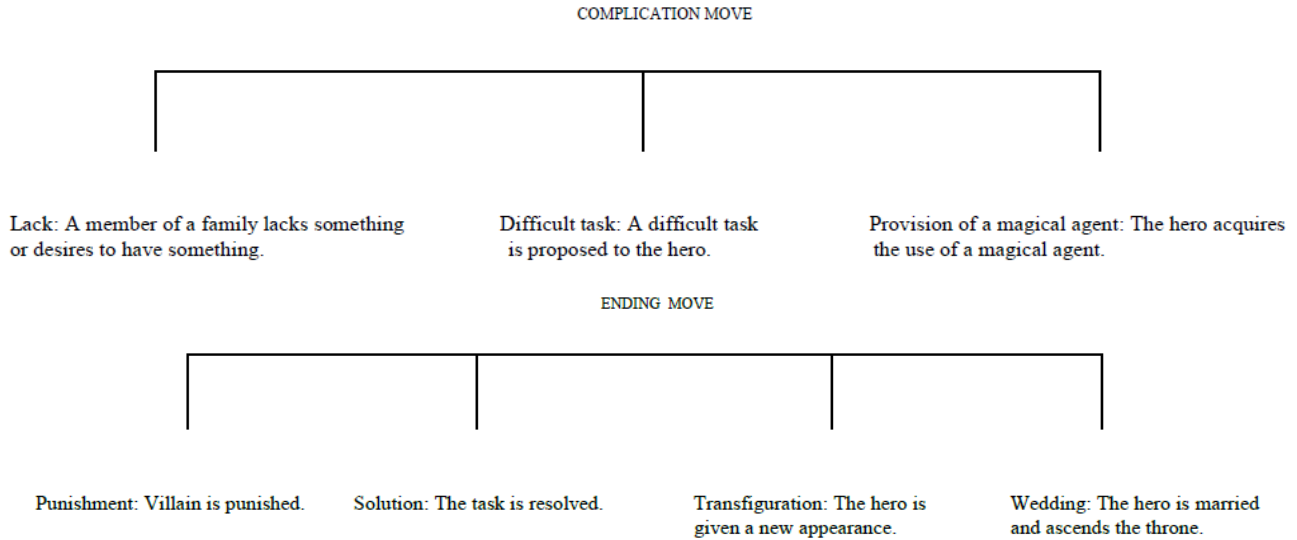 COMPLICATION MOVE
Lack: A member of a family lacks something
or desires to have something.
Difficult task: A difficult task
is proposed to the hero.
Provision of a magical agent: The hero acquires
the use of a magical agent.
ENDING MOVE
Punishment: Villain is punished.
Solution: The task is resolved.
Transfiguration: The hero is
given a new appearance.
Wedding: The hero is married
and ascends the throne.